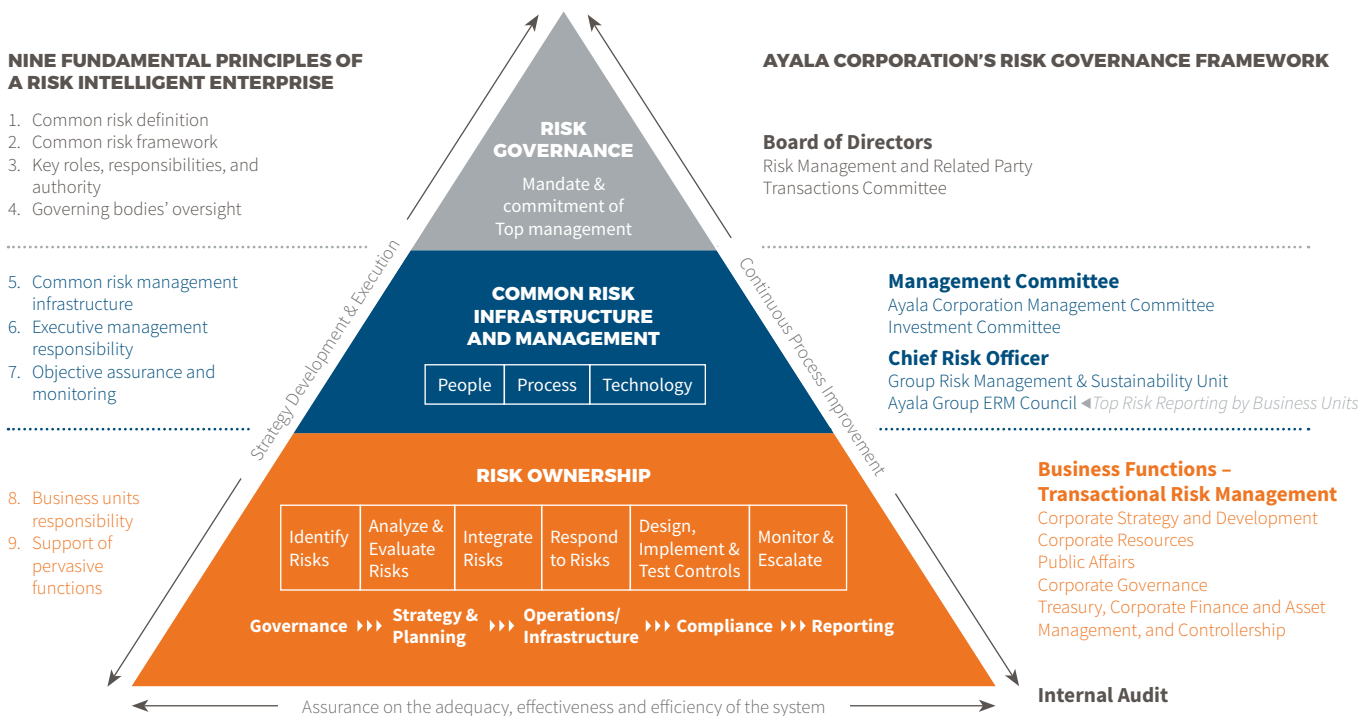 NINE FUNDAMENTAL PRINCIPLES OF
A RISK INTELLIGENT ENTERPRISE
1. Common risk definition
2. Common risk framework
3. Key roles, responsibilities, and
authority
4. Governing bodies’ oversight
5. Common risk management
infrastructure
6. Executive management
responsibility
7. Objective assurance and
monitoring
8. Business units
responsibility
9. Support of
pervasive
functions
Strategy Development & Execution
RISK
GOVERNANCE
Mandate &
commitment of
Top management
COMMON RISK
INFRASTRUCTURE
AND MANAGEMENT
People Process Technology
RISK OWNERSHIP
Identify
Risks
Analyze &
Evaluate
Risks
Integrate
Risks
Respond
to Risks
Design,
Implement &
Test Controls
Monitor &
Escalate
Governance
Strategy &
Planning
Operations/
Infrastructure
Compliance
Reporting
Continuous Process Improvement
Assurance on the adequacy, effectiveness and efficiency of the system
AYALA CORPORATION’S RISK GOVERNANCE FRAMEWORK
Board of Directors
Risk Management and Related Party
Transactions Committee
Management Committee
Ayala Corporation Management Committee
Investment Committee
Chief Risk Officer
Group Risk Management & Sustainability Unit
Ayala Group ERM Council ◄Top Risk Reporting by Business Units
Business Functions –
Transactional Risk Management
Corporate Strategy and Development
Corporate Resources
Public Affairs
Corporate Governance
Treasury, Corporate Finance and Asset
Management, and Controllership
Internal Audit